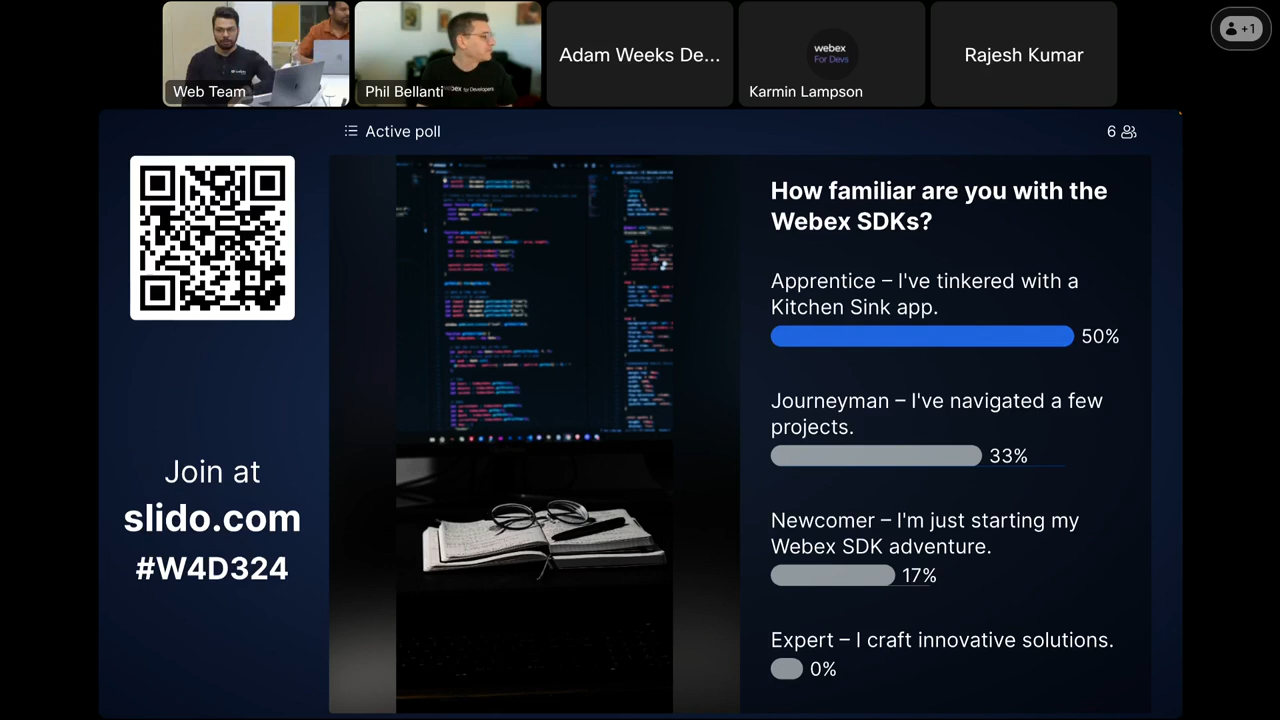 Web Team
Phil Bellanti
webex for Developers
Adam Weeks De...
webex
For Devs
Karmin Lampson
Rajesh Kumar
+1
Active poll
6
Join at
slido.com
#W4D324
How familiar are you with the
Webex SDKs?
Apprentice – I've tinkered with a
Kitchen Sink app.
50%
Journeyman – I've navigated a few
projects.
33%
Newcomer – I'm just starting my
Webex SDK adventure.
17%
Expert – I craft innovative solutions.
0%